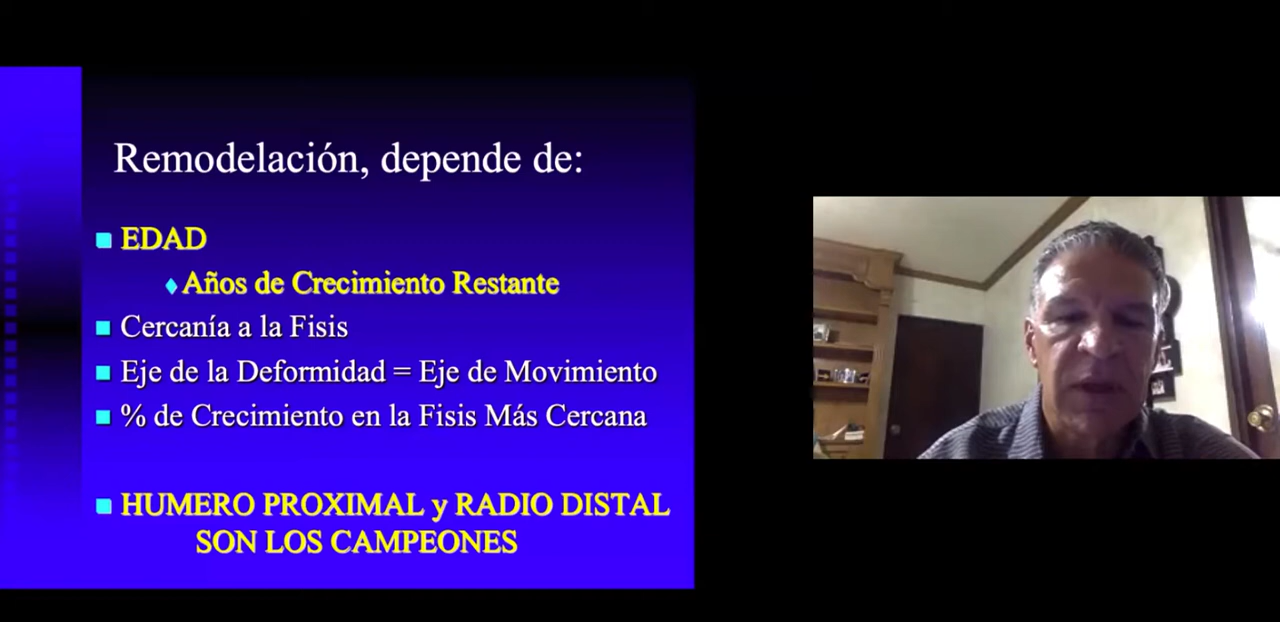 Remodelación, depende de:
EDAD
Años de Crecimiento Restante
Cercanía a la Fisis
Eje de la Deformidad = Eje de Movimiento
% de Crecimiento en la Fisis Más Cercana
HUMERO PROXIMAL y RADIO DISTAL
SON LOS CAMPEONES